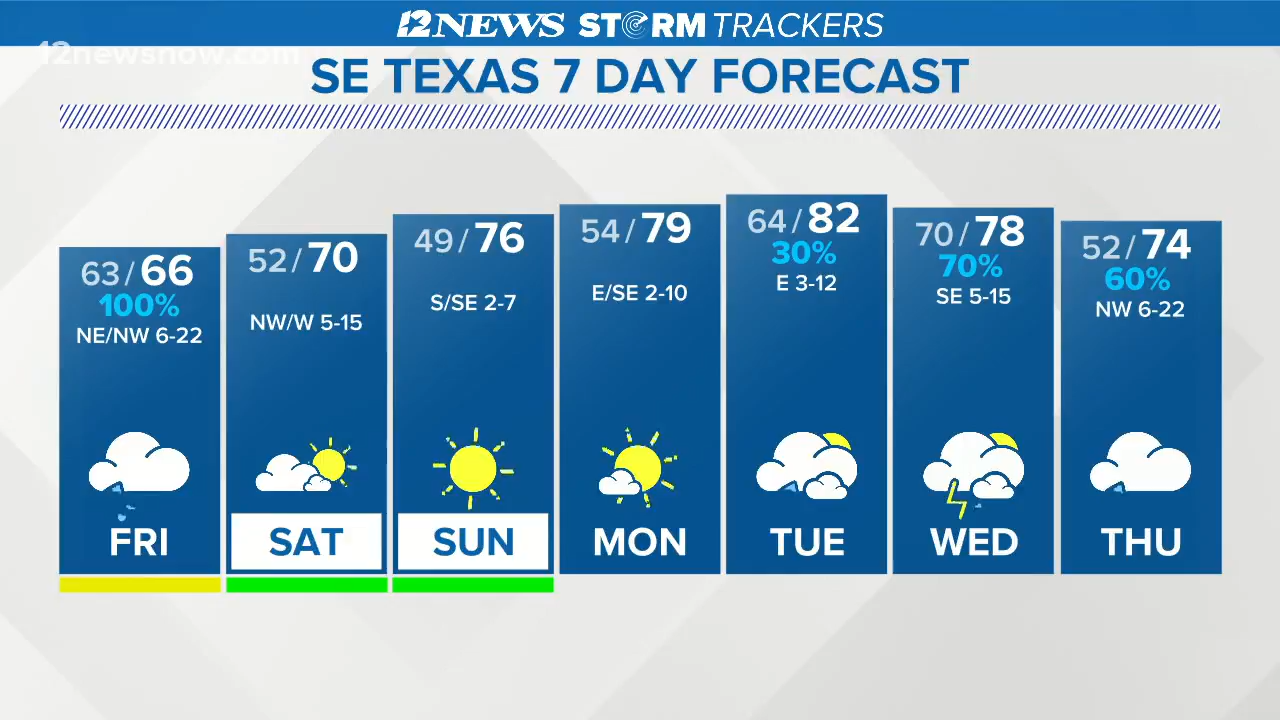 12 NEWS STORM TRACKERS
12newsnow.com
SE TEXAS 7 DAY FORECAST
63/66
100%
NE/NW 6-22
FRI
52/70
NW/W 5-15
SAT
49/76
S/SE 2-7
SUN
54/79
E/SE 2-10
MON
64/82
30%
E 3-12
TUE
70/78
70%
SE 5-15
WED
52/74
60%
NW 6-22
THU